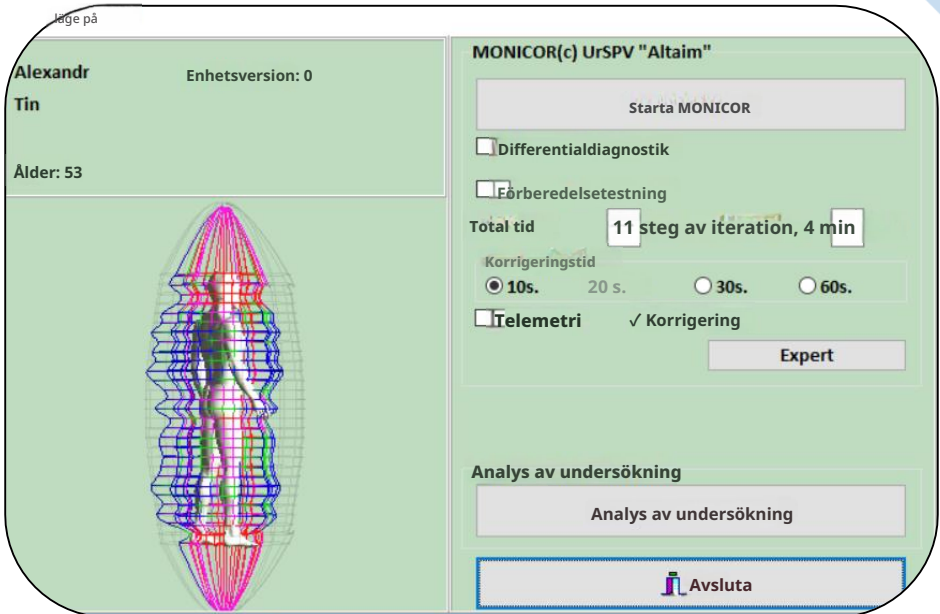 läge på
Alexandr
Enhetsversion: 0
Tin
Ålder: 53
MONICOR(c) UrSPV "Altaim"
Starta MONICOR
Differentialdiagnostik
Förberedelsetestning
Total tid 11 steg av iteration, 4 min
Korrigeringstid
10s. 20 s. 30s. 60s.
Telemetri ✓ Korrigering
Expert
Analys av undersökning
Analys av undersökning
Avsluta